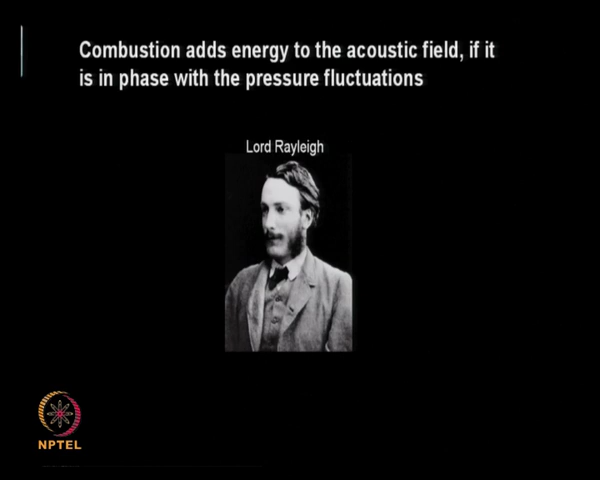 Combustion adds energy to the acoustic field, if it
is in phase with the pressure fluctuations
Lord Rayleigh
NPTEL